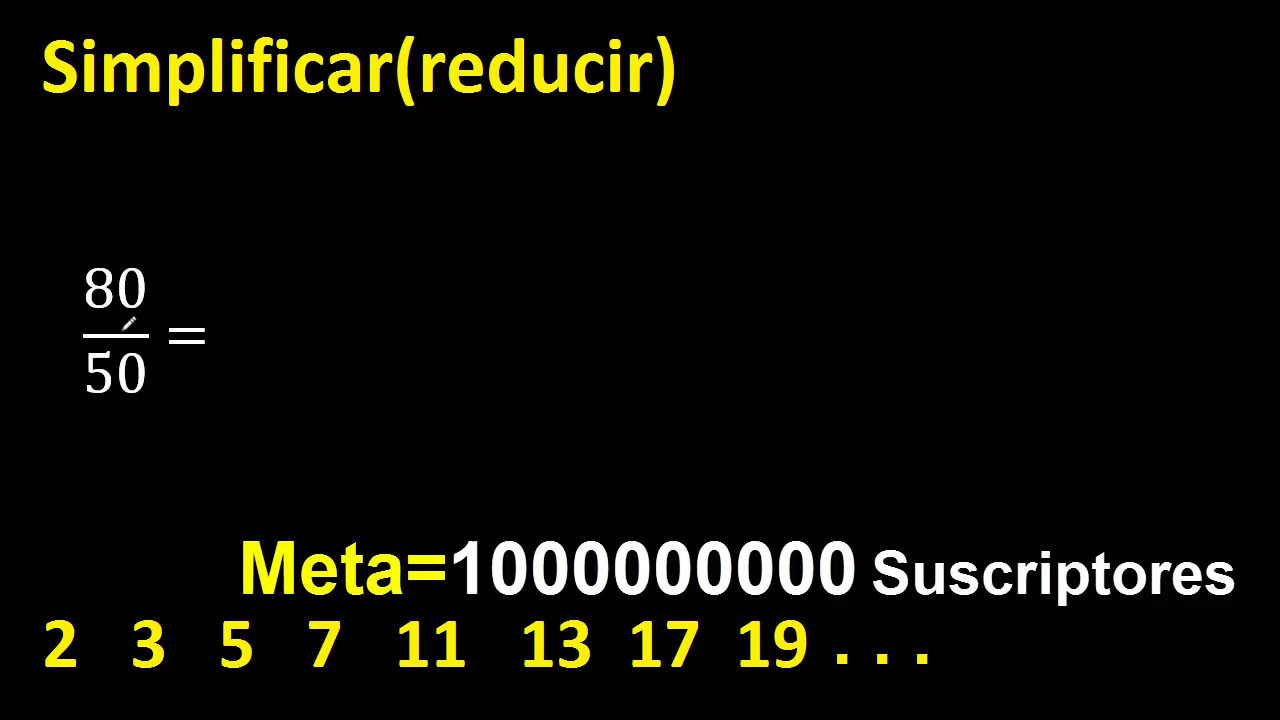 Simplificar(reducir)
80
50
=
Meta=1000000000 Suscriptores
2 3 5 7 11 13 17 19 . . .